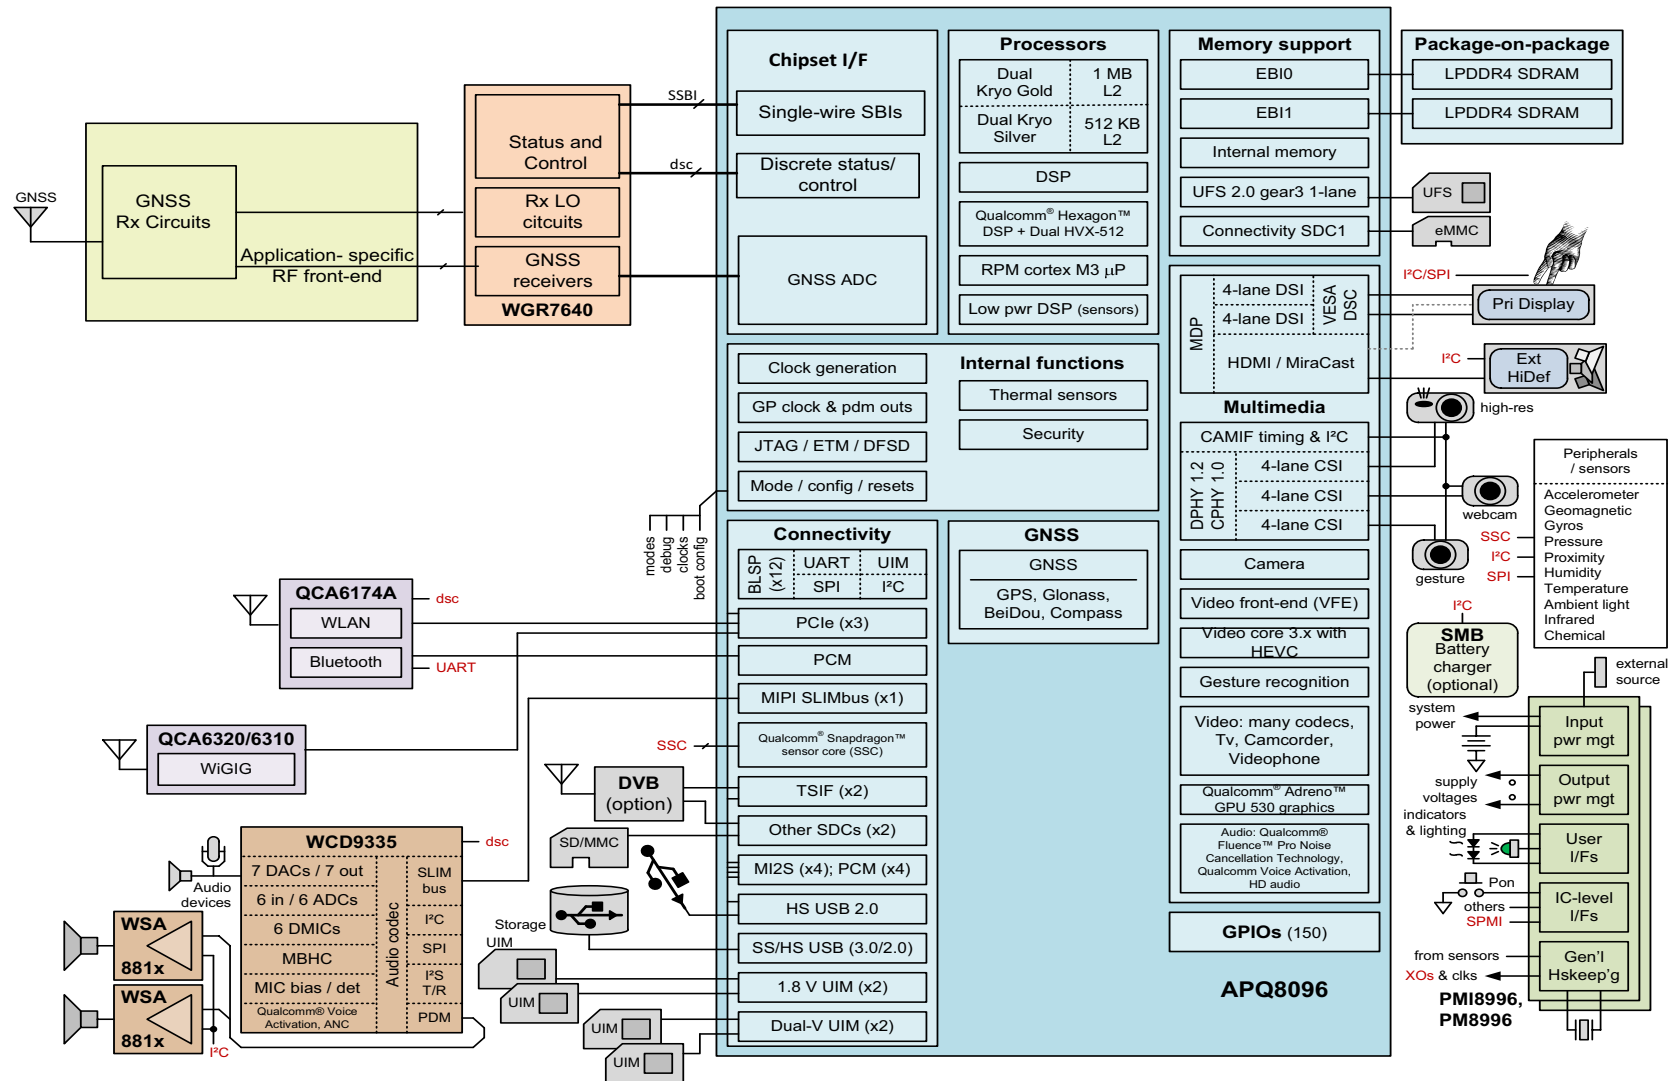 GNSS
GNSS
Rx Circuits
Application- specific
RF front-end
Status and
Control
Rx LO
citcuits
GNSS
receivers
WGR7640
SSBI
dsc
Chipset I/F
Single-wire SBIs
Discrete status/
control
GNSS ADC
Processors
Dual
Kryo Gold
1 MB
L2
Dual Kryo
Silver
512 KB
L2
DSP
Qualcomm® Hexagon™
DSP + Dual HVX-512
RPM cortex M3 µP
Low pwr DSP (sensors)
Memory support
EBI0
EBI1
Internal memory
UFS 2.0 gear3 1-lane
Connectivity SDC1
Package-on-package
LPDDR4 SDRAM
LPDDR4 SDRAM
UFS
eMMC
I²C/SPI
Pri Display
I²C
Ext
HiDef
MDP
4-lane DSI
4-lane DSI
VESA
DSC
HDMI / MiraCast
Multimedia
CAMIF timing & I²C
DPHY 1.2
CPHY 1.0
4-lane CSI
4-lane CSI
4-lane CSI
Camera
Video front-end (VFE)
Video core 3.x with
HEVC
Gesture recognition
Video: many codecs,
Tv, Camcorder,
Videophone
Qualcomm® Adreno™
GPU 530 graphics
Audio: Qualcomm®
Fluence™ Pro Noise
Cancellation Technology,
Qualcomm Voice Activation,
HD audio
GPIOs (150)
APQ8096
high-res
webcam
gesture
Peripherals
/ sensors
Accelerometer
Geomagnetic
Gyros
Pressure
Proximity
Humidity
Temperature
Ambient light
Infrared
Chemical
SSC
I²C
SPI
I²C
SMB
Battery
charger
(optional)
external
source
system
power
Input
pwr mgt
supply
voltages
Output
pwr mgt
indicators
& lighting
User
I/Fs
Pon
others
SPMI
IC-level
I/Fs
from sensors
XOs & clks
Gen'l
Hskeep'g
PMI8996,
PM8996
Clock generation
GP clock & pdm outs
JTAG / ETM / DFSD
Mode / config / resets
Internal functions
Thermal sensors
Security
modes
debug
clocks
boot config
Connectivity
BLSP
(x12)
UART
UIM
SPI
I²C
PCIe (x3)
PCM
MIPI SLIMbus (x1)
Qualcomm® Snapdragon™
sensor core (SSC)
TSIF (x2)
Other SDCs (x2)
MI2S (x4); PCM (x4)
HS USB 2.0
SS/HS USB (3.0/2.0)
1.8 V UIM (x2)
Dual-V UIM (x2)
GNSS
GNSS
GPS, Glonass,
BeiDou, Compass
QCA6174A
WLAN
Bluetooth
dsc
UART
QCA6320/6310
WiGIG
SSC
DVB
(option)
SD/MMC
Storage
UIM
UIM
UIM
UIM
WCD9335
7 DACs / 7 out
6 in / 6 ADCs
6 DMICs
MBHC
MIC bias / det
Qualcomm® Voice
Activation, ANC
Audio codec
SLIM
bus
I²C
SPI
I²S
T/R
PDM
dsc
Audio
devices
WSA
881x
WSA
881x
I²C